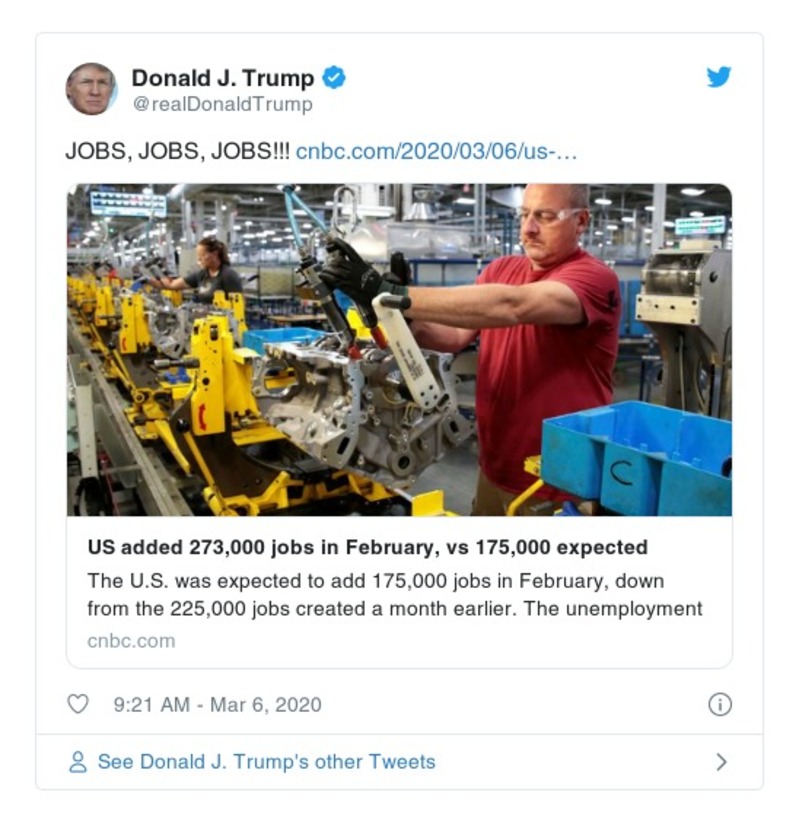 Donald J. Trump
@realDonaldTrump
JOBS, JOBS, JOBS!!! cnbc.com/2020/03/06/us-…
C
US added 273,000 jobs in February, vs 175,000 expected
The U.S. was expected to add 175,000 jobs in February, down
from the 225,000 jobs created a month earlier. The unemployment
cnbc.com
9:21 AM - Mar 6, 2020
See Donald J. Trump's other Tweets